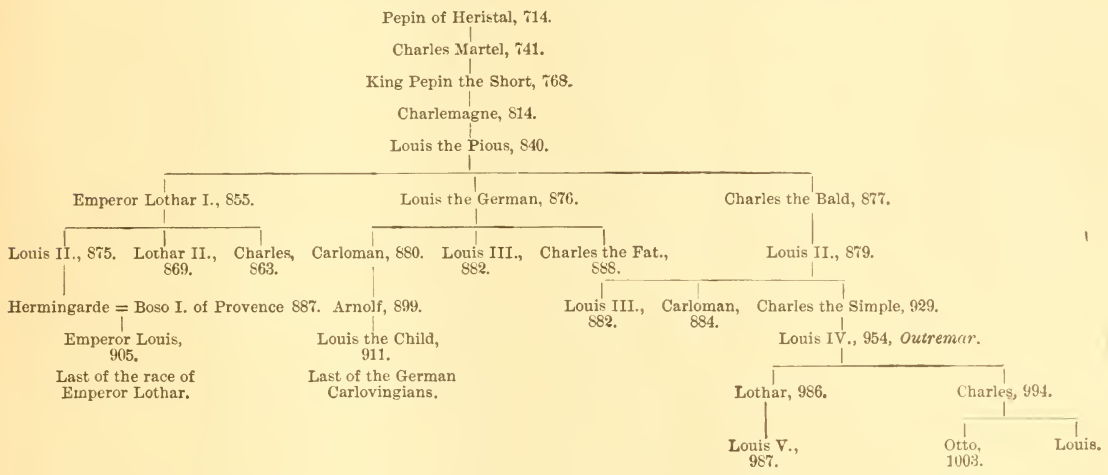 Pepin of Heristal, 714.
Charles Martel, 741.
King Pepin the Short, 768.
Charlemagne, 814.
Louis the Pious, 840.
Emperor Lothar I., 855. Louis the German, 876. Charles the Bald, 877.
Louis II., 875. Lothar II., Charles, Carloman, 880. Louis III., Charles the Fat., Louis II., 879.
869. 863. 882. 888.
Hermingarde = Boso I. of Provence 887. Arnolf, 899. Louis III., Carloman, Charles the Simple, 929.
882. 884.
Emperor Louis, Louis the Child, Louis IV., 954, Outremar.
905. 911.
Last of the race of Last of the German
Emperor Lothar. Carlovingians.
Lothar, 986. Charles, 994.
Louis V., Otto, Louis.
987. 1003.